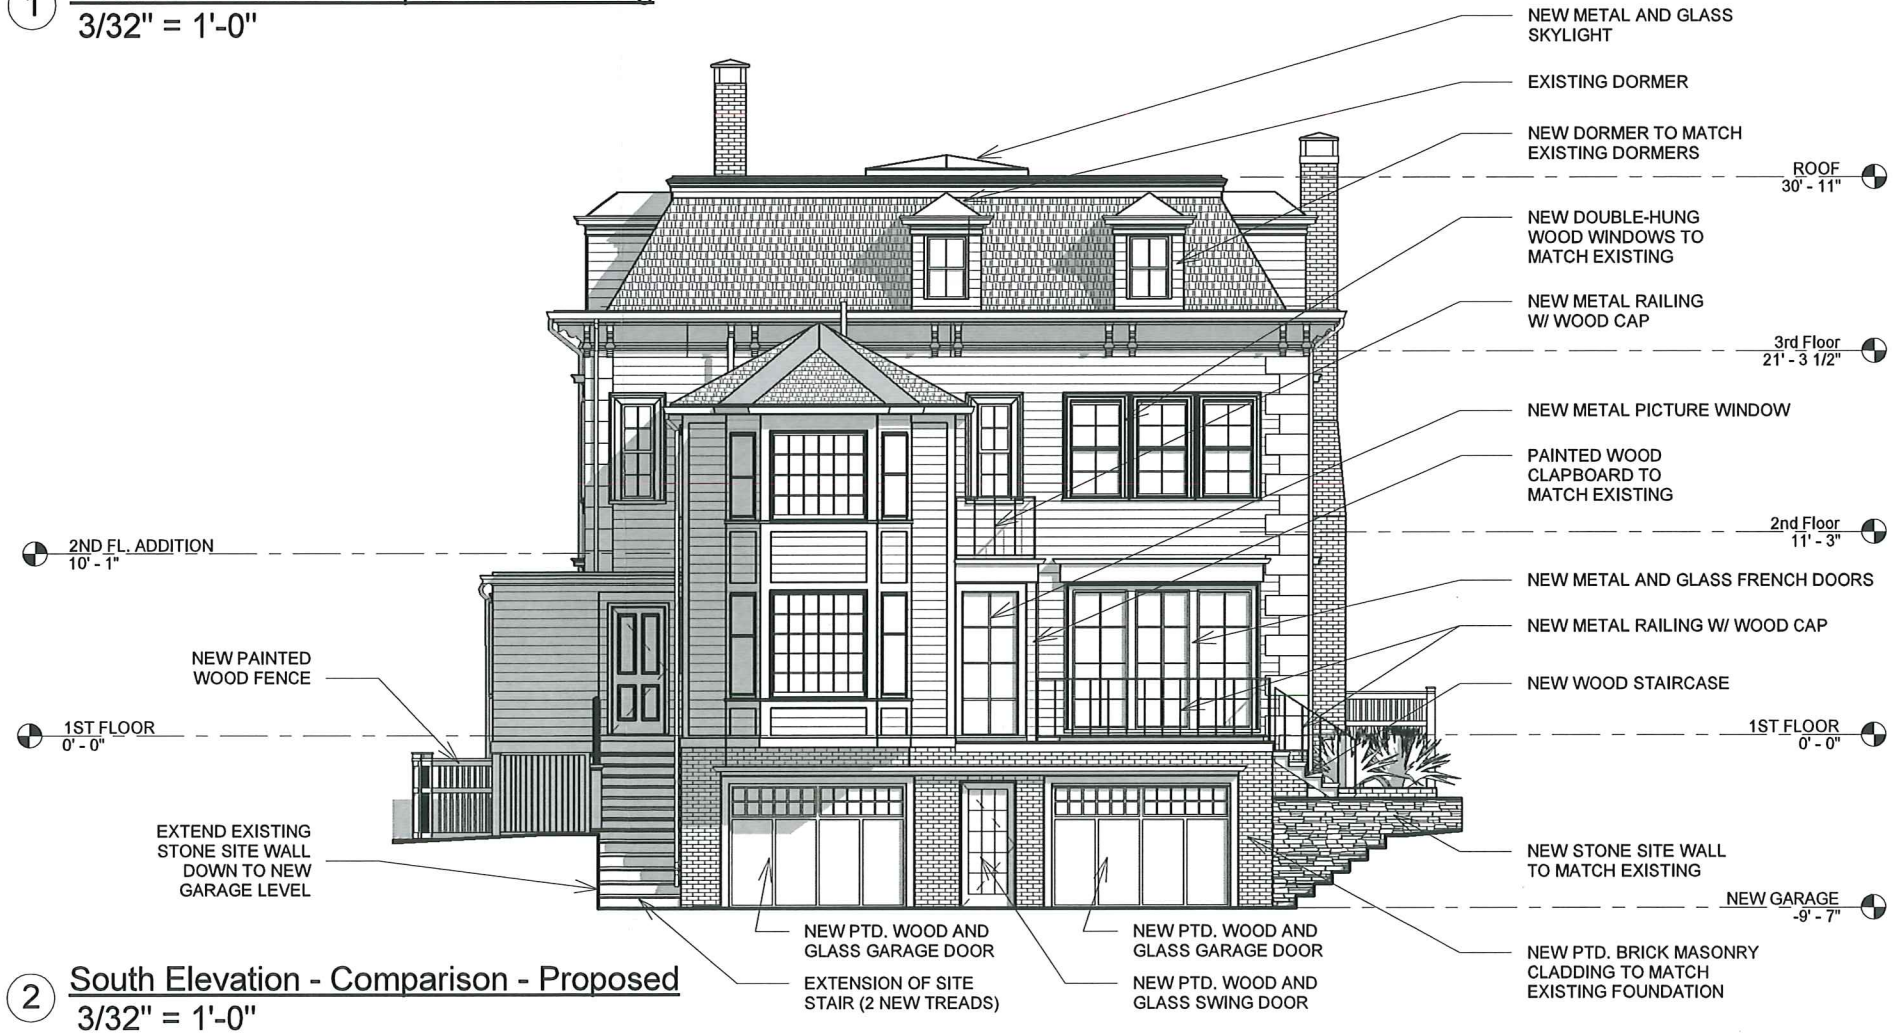 1
3/32" = 1'-0"
NEW METAL AND GLASS
SKYLIGHT
EXISTING DORMER
NEW DORMER TO MATCH
EXISTING DORMERS
ROOF
30' - 11"
NEW DOUBLE-HUNG
WOOD WINDOWS TO
MATCH EXISTING
NEW METAL RAILING
W/ WOOD CAP
3rd Floor
21' - 3 1/2"
NEW METAL PICTURE WINDOW
PAINTED WOOD
CLAPBOARD TO
MATCH EXISTING
2nd Floor
11' - 3"
2ND FL. ADDITION
10' - 1"
NEW METAL AND GLASS FRENCH DOORS
NEW METAL RAILING W/ WOOD CAP
NEW PAINTED
WOOD FENCE
NEW WOOD STAIRCASE
1ST FLOOR
0' - 0"
1ST FLOOR
0' - 0"
EXTEND EXISTING
STONE SITE WALL
DOWN TO NEW
GARAGE LEVEL
NEW STONE SITE WALL
TO MATCH EXISTING
NEW GARAGE
-9' - 7"
NEW PTD. WOOD AND
GLASS GARAGE DOOR
NEW PTD. WOOD AND
GLASS GARAGE DOOR
NEW PTD. BRICK MASONRY
CLADDING TO MATCH
EXISTING FOUNDATION
EXTENSION OF SITE
STAIR (2 NEW TREADS)
NEW PTD. WOOD AND
GLASS SWING DOOR
2
South Elevation - Comparison - Proposed
3/32" = 1'-0"